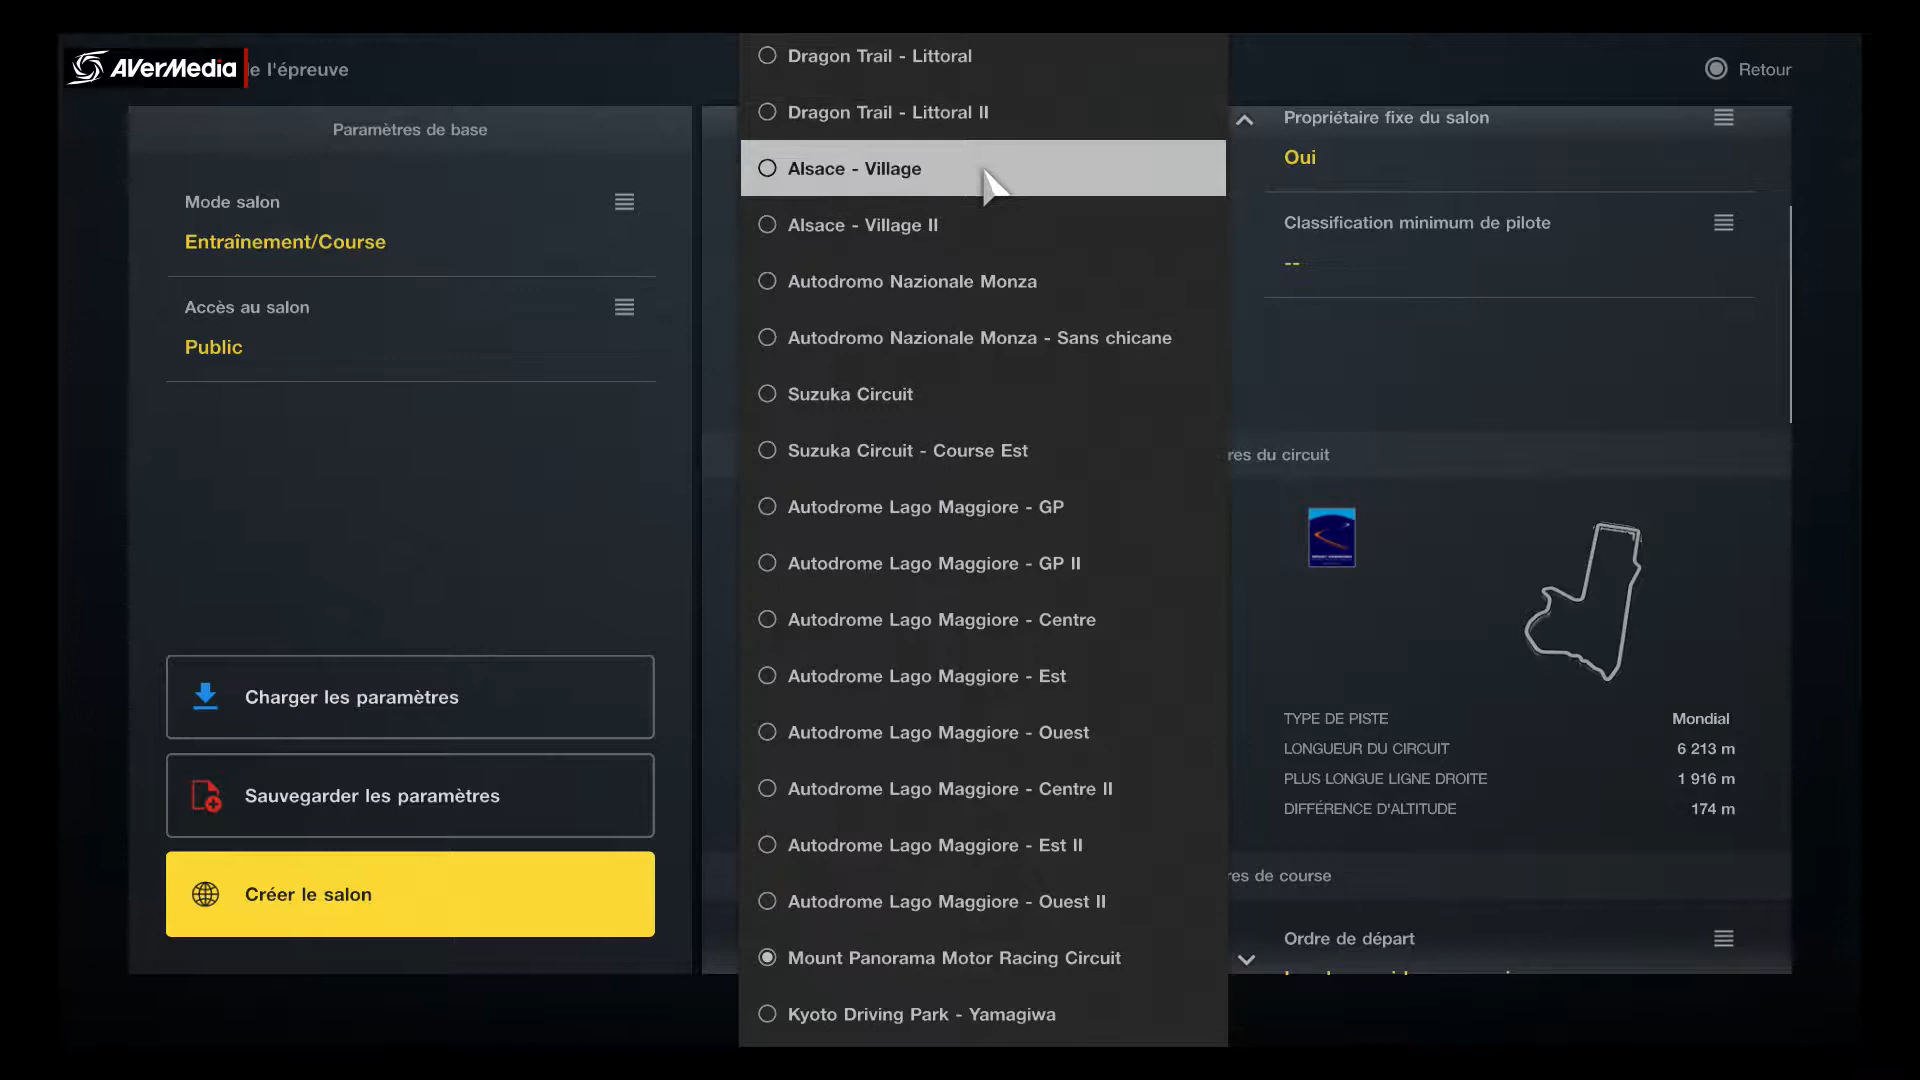 AVerMedia
e l'épreuve
Retour
Paramètres de base
Mode salon
Entraînement/Course
Accès au salon
Public
Charger les paramètres
Sauvegarder les paramètres
Créer le salon
Dragon Trail - Littoral
Dragon Trail - Littoral II
Alsace - Village
Alsace - Village II
Autodromo Nazionale Monza
Autodromo Nazionale Monza - Sans chicane
Suzuka Circuit
Suzuka Circuit - Course Est
Autodrome Lago Maggiore - GP
Autodrome Lago Maggiore - GP II
Autodrome Lago Maggiore - Centre
Autodrome Lago Maggiore - Est
Autodrome Lago Maggiore - Ouest
Autodrome Lago Maggiore - Centre II
Autodrome Lago Maggiore - Est II
Autodrome Lago Maggiore - Ouest II
Mount Panorama Motor Racing Circuit
Kyoto Driving Park - Yamagiwa
Propriétaire fixe du salon
Oui
Classification minimum de pilote
--
res du circuit
TYPE DE PISTE Mondial
LONGUEUR DU CIRCUIT 6 213 m
PLUS LONGUE LIGNE DROITE 1 916 m
DIFFÉRENCE D'ALTITUDE 174 m
res de course
Ordre de départ